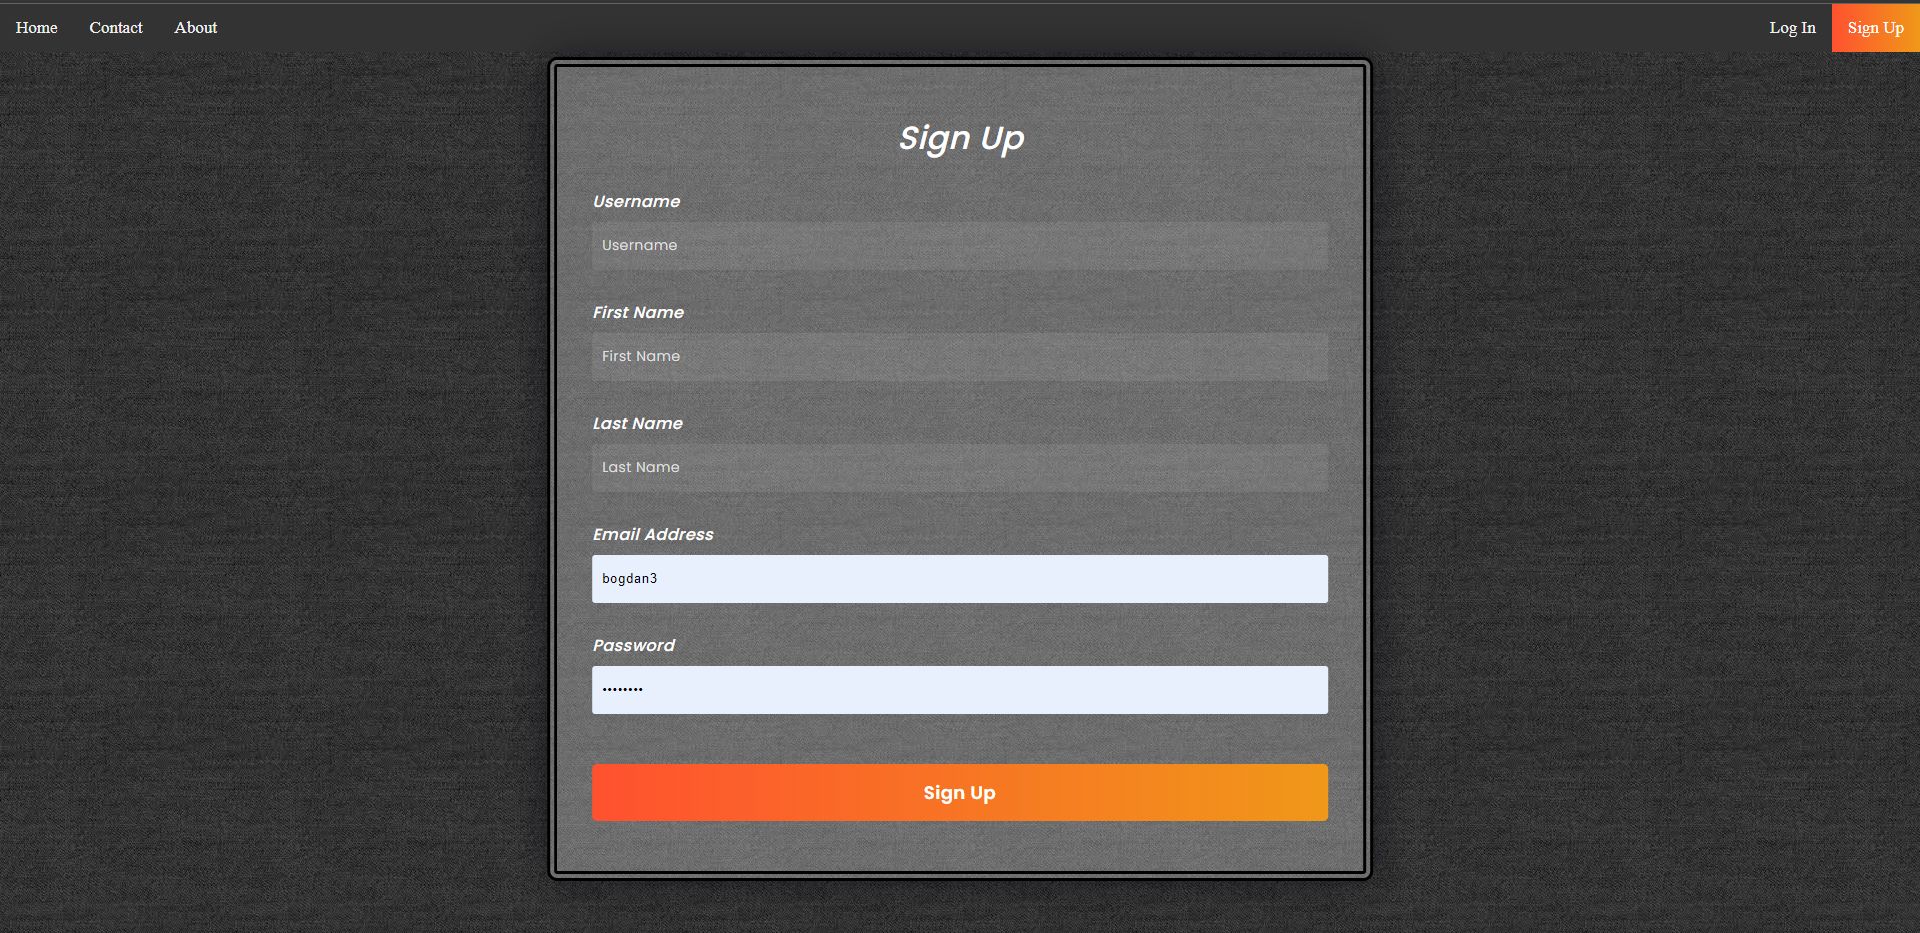 Home Contact About Log In Sign Up
Sign Up
Username
Username
First Name
First Name
Last Name
Last Name
Email Address
bogdan3
Password
••••••••
Sign Up